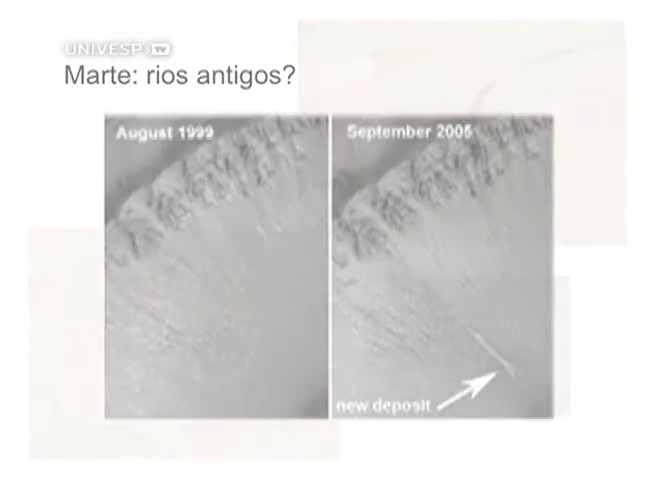 UNIVESP TV
Marte: rios antigos?
August 1999
September 2005
new deposit